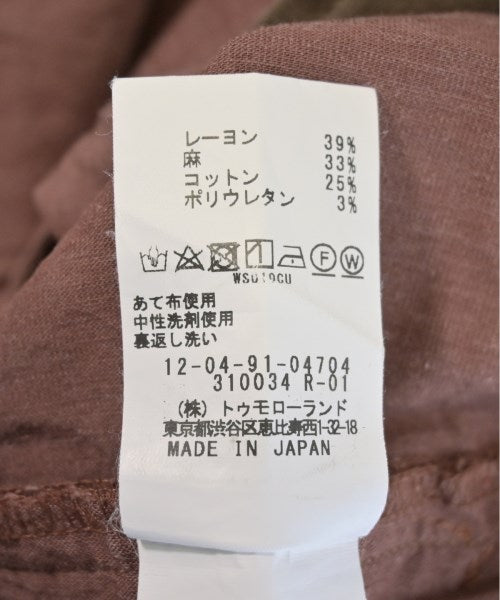 レーヨン 39%
麻 33%
コットン 25%
ポリウレタン 3%
F W
WS019CU
あて布使用
中性洗剤使用
裏返し洗い
12-04-91-04704
310034 R-01
(株)トゥモローランド
東京都渋谷区恵比寿西1-32-18
MADE IN JAPAN